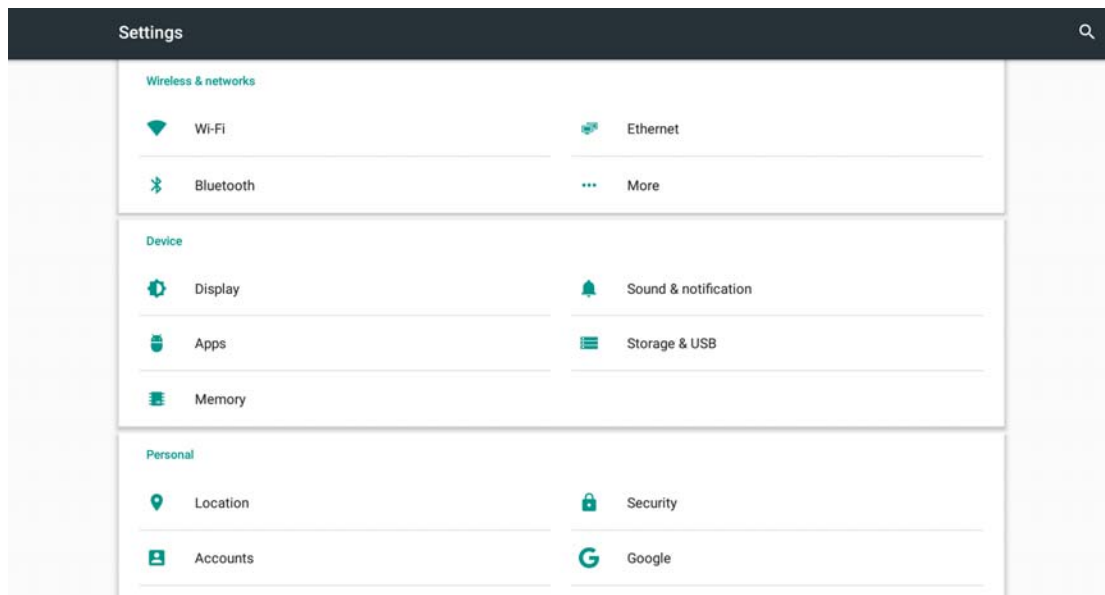 Settings
Wireless & networks
Wi-Fi
Ethernet
Bluetooth
More
Device
Display
Sound & notification
Apps
Storage & USB
Memory
Personal
Location
Security
Accounts
Google